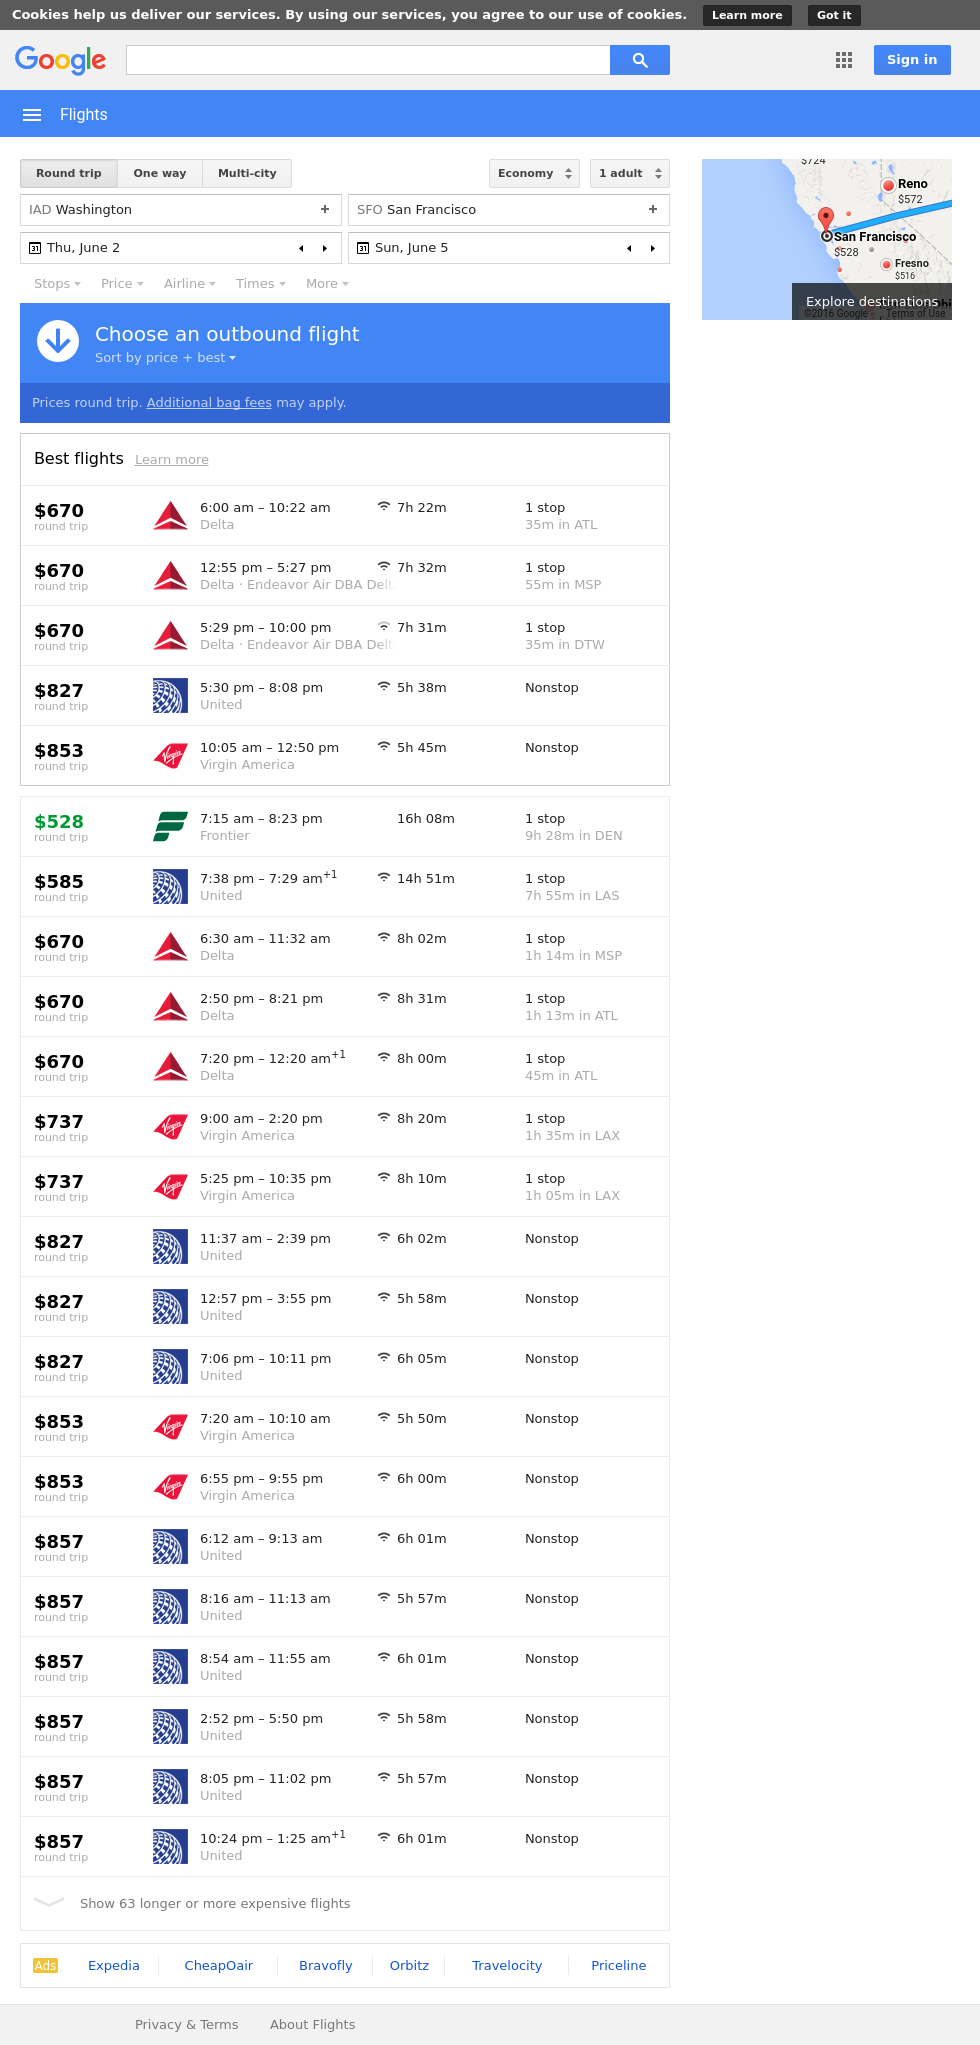 Cookies help us deliver our services. By using our services, you agree to our use of cookies. Learn more Got it
Google Sign in
Flights
Round trip One way Multi-city Economy 1 adult
IAD Washington + SFO San Francisco +
31 Thu, June 2 31 Sun, June 5
Stops Price Airline Times More
Choose an outbound flight
Sort by price + best
Prices round trip. Additional bag fees may apply.
$724
Reno
$572
San Francisco
$528
Fresno
$516
Explore destinations
©2016 Google Terms of Use
Best flights Learn more
$670 6:00 am – 10:22 am 7h 22m 1 stop
round trip Delta 35m in ATL
$670 12:55 pm – 5:27 pm 7h 32m 1 stop
round trip Delta · Endeavor Air DBA Delt 55m in MSP
$670 5:29 pm – 10:00 pm 7h 31m 1 stop
round trip Delta · Endeavor Air DBA Delt 35m in DTW
$827 5:30 pm – 8:08 pm 5h 38m Nonstop
round trip United
$853 10:05 am – 12:50 pm 5h 45m Nonstop
round trip Virgin America
$528 7:15 am – 8:23 pm 16h 08m 1 stop
round trip Frontier 9h 28m in DEN
$585 7:38 pm – 7:29 am+1 14h 51m 1 stop
round trip United 7h 55m in LAS
$670 6:30 am – 11:32 am 8h 02m 1 stop
round trip Delta 1h 14m in MSP
$670 2:50 pm – 8:21 pm 8h 31m 1 stop
round trip Delta 1h 13m in ATL
$670 7:20 pm – 12:20 am+1 8h 00m 1 stop
round trip Delta 45m in ATL
$737 9:00 am – 2:20 pm 8h 20m 1 stop
round trip Virgin America 1h 35m in LAX
$737 5:25 pm – 10:35 pm 8h 10m 1 stop
round trip Virgin America 1h 05m in LAX
$827 11:37 am – 2:39 pm 6h 02m Nonstop
round trip United
$827 12:57 pm – 3:55 pm 5h 58m Nonstop
round trip United
$827 7:06 pm – 10:11 pm 6h 05m Nonstop
round trip United
$853 7:20 am – 10:10 am 5h 50m Nonstop
round trip Virgin America
$853 6:55 pm – 9:55 pm 6h 00m Nonstop
round trip Virgin America
$857 6:12 am – 9:13 am 6h 01m Nonstop
round trip United
$857 8:16 am – 11:13 am 5h 57m Nonstop
round trip United
$857 8:54 am – 11:55 am 6h 01m Nonstop
round trip United
$857 2:52 pm – 5:50 pm 5h 58m Nonstop
round trip United
$857 8:05 pm – 11:02 pm 5h 57m Nonstop
round trip United
$857 10:24 pm – 1:25 am+1 6h 01m Nonstop
round trip United
Show 63 longer or more expensive flights
Ads Expedia CheapOair Bravofly Orbitz Travelocity Priceline
Privacy & Terms About Flights